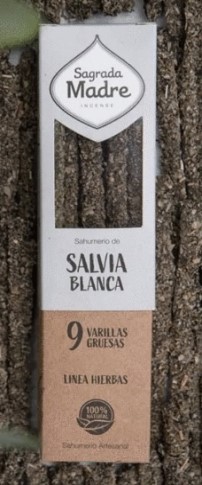 Sagrada
Madre
INCENSE
Sahumerio de
SALVIA
BLANCA
9 VARILLAS
GRUESAS
LINEA HIERBAS
100%
NATURAL
Sahumerio Artesanal